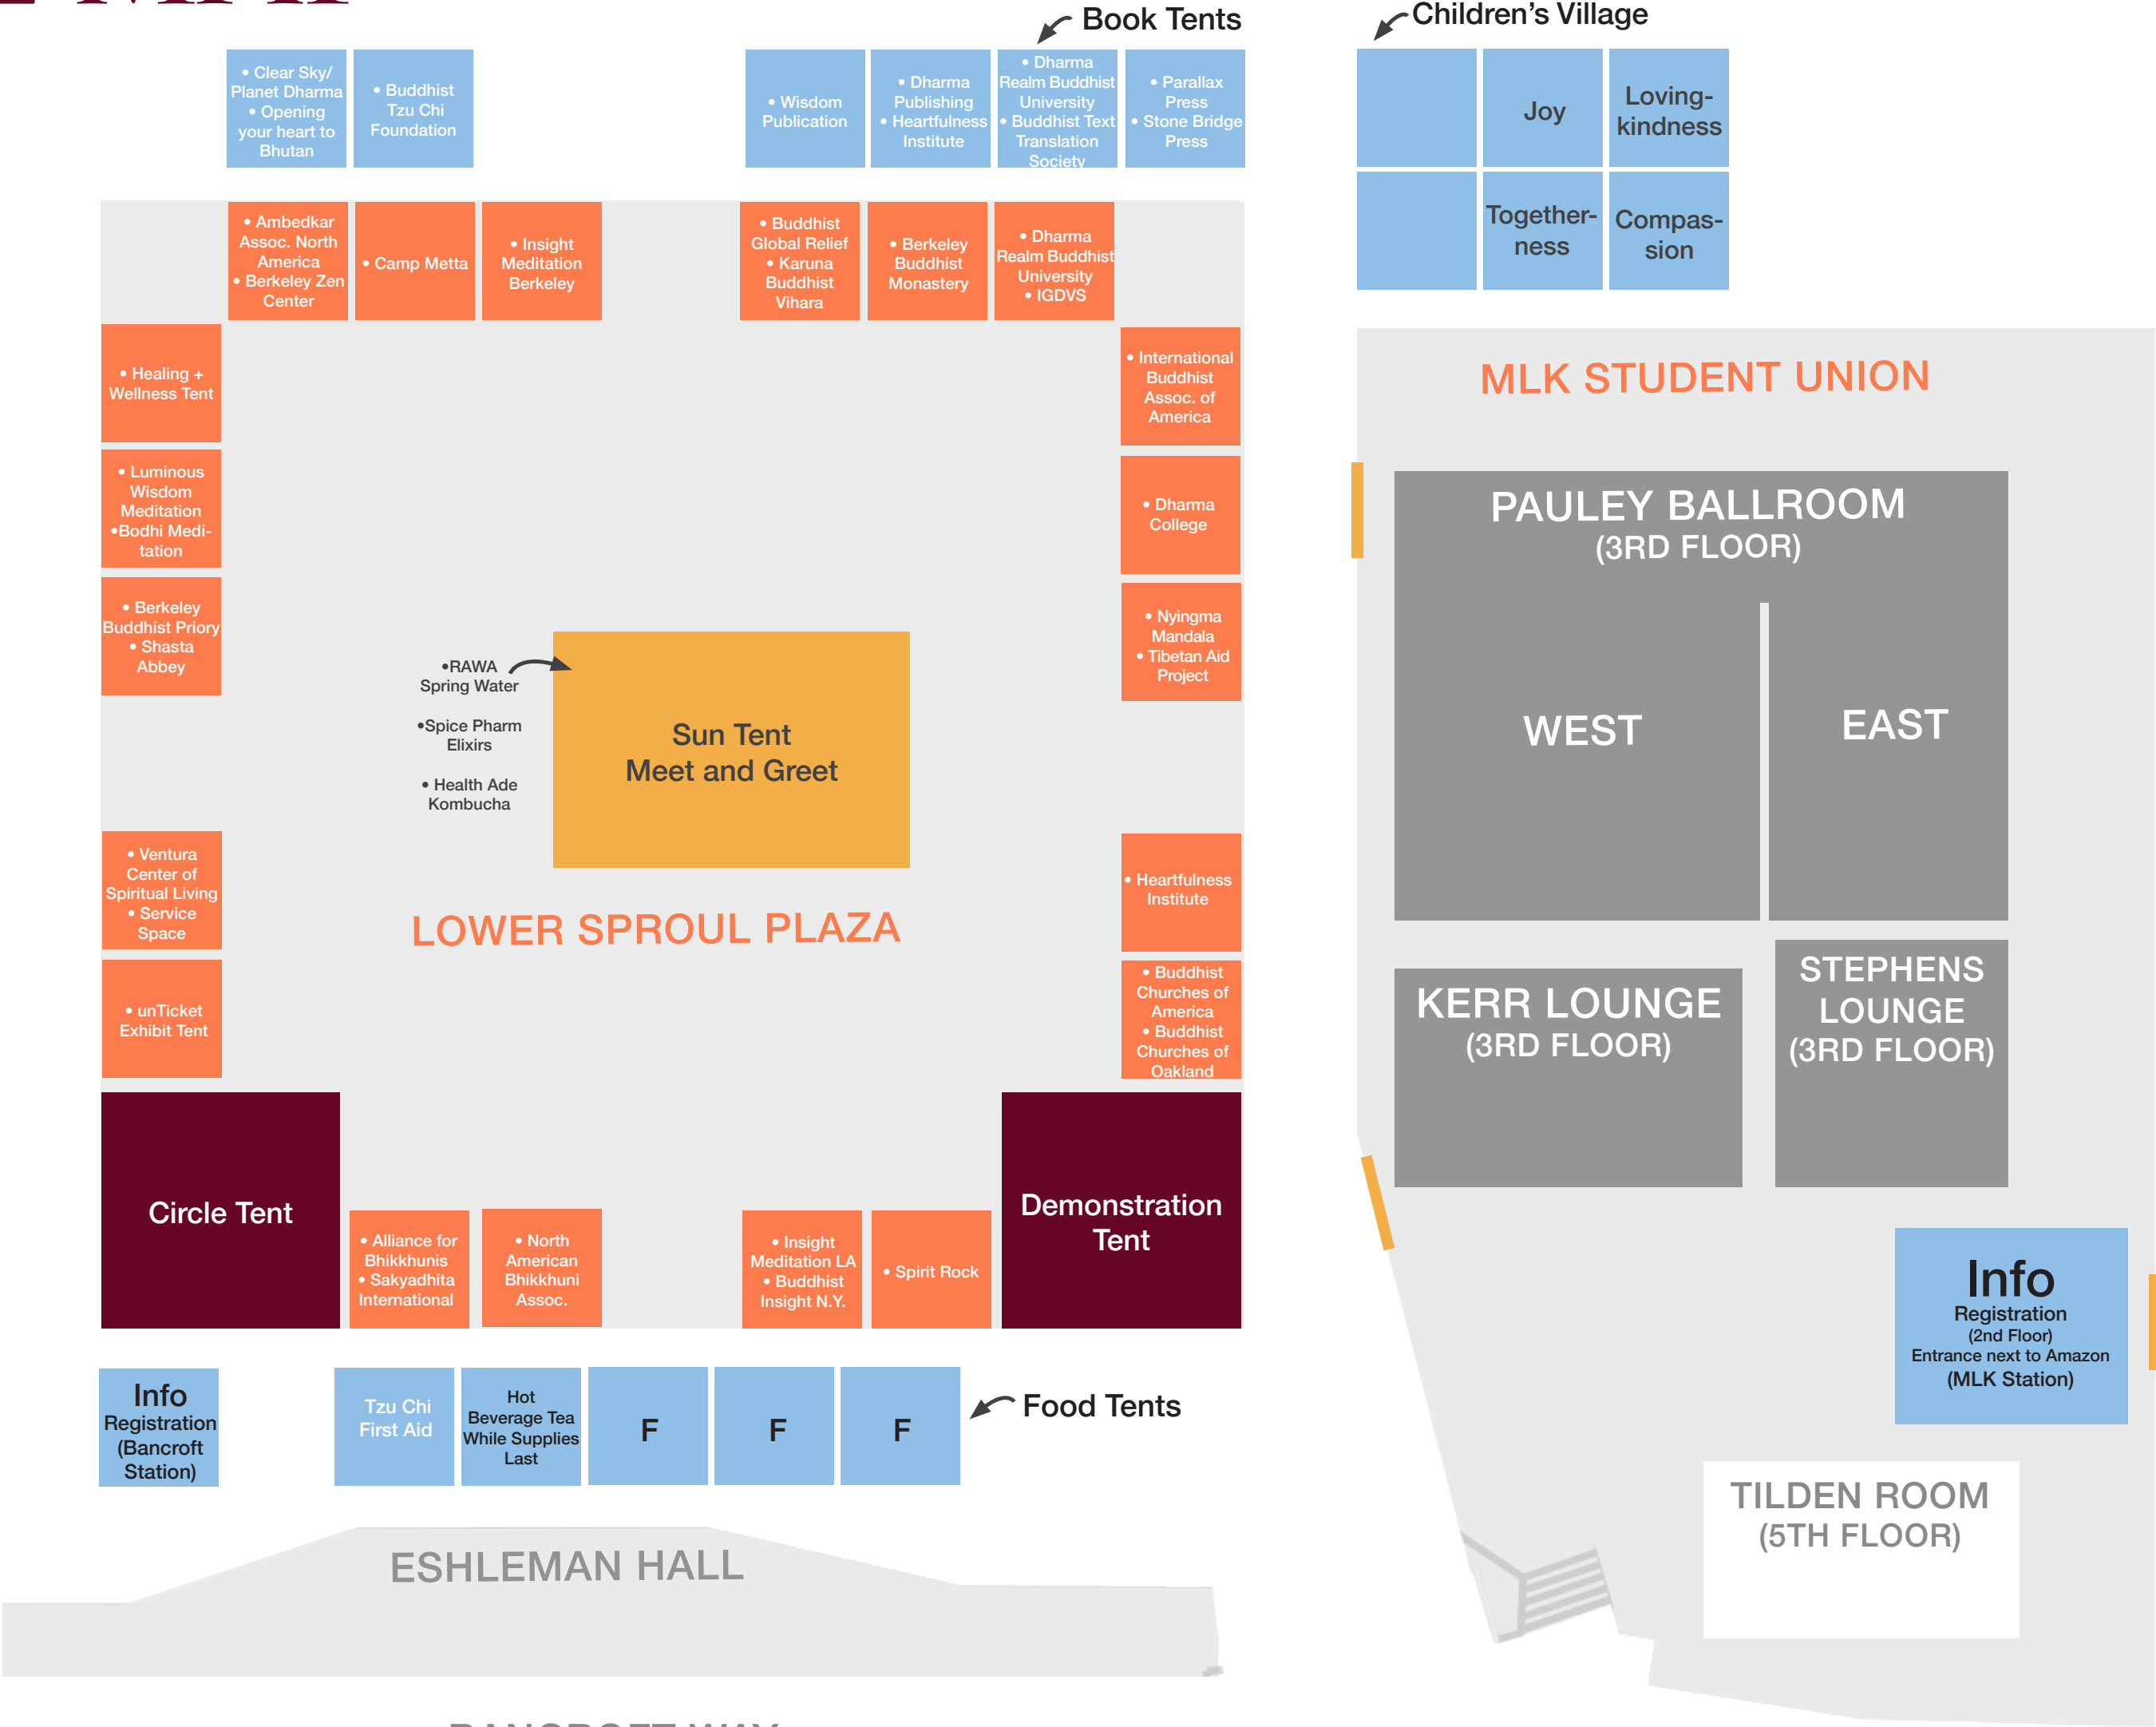 Book Tents
Children's Village
• Clear Sky/
Planet Dharma
• Opening
your heart to
Bhutan
• Buddhist
Tzu Chi
Foundation
• Wisdom
Publication
• Dharma
Publishing
• Heartfulness
Institute
• Dharma
Realm Buddhist
University
• Buddhist Text
Translation
Society
• Parallax
Press
• Stone Bridge
Press
Joy
Loving-
kindness
Together-
ness
Compas-
sion
• Ambedkar
Assoc. North
America
• Berkeley Zen
Center
• Camp Metta
• Insight
Meditation
Berkeley
• Buddhist
Global Relief
• Karuna
Buddhist
Vihara
• Berkeley
Buddhist
Monastery
• Dharma
Realm Buddhist
University
• IGDVS
• Healing +
Wellness Tent
• Luminous
Wisdom
Meditation
•Bodhi Medi-
tation
• Berkeley
Buddhist Priory
• Shasta
Abbey
• International
Buddhist
Assoc. of
America
• Dharma
College
• Nyingma
Mandala
• Tibetan Aid
Project
•RAWA
Spring Water
•Spice Pharm
Elixirs
• Health Ade
Kombucha
Sun Tent
Meet and Greet
LOWER SPROUL PLAZA
• Ventura
Center of
Spiritual Living
• Service
Space
• unTicket
Exhibit Tent
• Heartfulness
Institute
• Buddhist
Churches of
America
• Buddhist
Churches of
Oakland
Circle Tent
• Alliance for
Bhikkhunis
• Sakyadhita
International
• North
American
Bhikkhuni
Assoc.
• Insight
Meditation LA
• Buddhist
Insight N.Y.
• Spirit Rock
Demonstration
Tent
Info
Registration
(Bancroft
Station)
Tzu Chi
First Aid
Hot
Beverage Tea
While Supplies
Last
F
F
F
Food Tents
ESHLEMAN HALL
BANCROFT WAY
MLK STUDENT UNION
PAULEY BALLROOM
(3RD FLOOR)
WEST
EAST
KERR LOUNGE
(3RD FLOOR)
STEPHENS
LOUNGE
(3RD FLOOR)
Info
Registration
(2nd Floor)
Entrance next to Amazon
(MLK Station)
TILDEN ROOM
(5TH FLOOR)